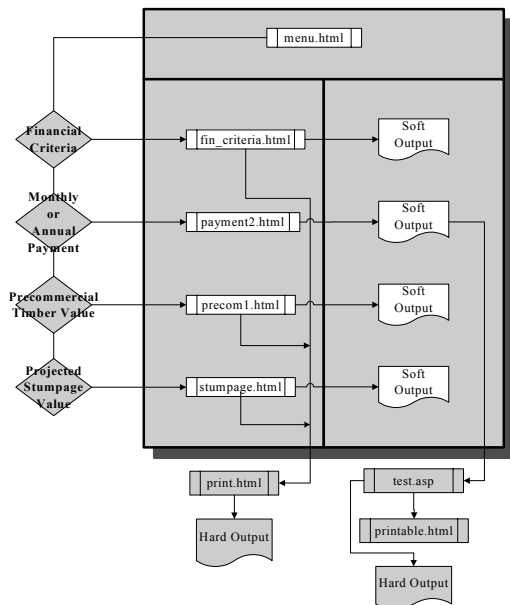 menu.html
Financial
Criteria
fin_criteria.html
Soft
Output
Monthly
or
Annual
Payment
payment2.html
Soft
Output
Precommercial
Timber Value
precom1.html
Soft
Output
Projected
Stumpage
Value
stumpage.html
Soft
Output
print.html
test.asp
Hard Output
printable.html
Hard Output